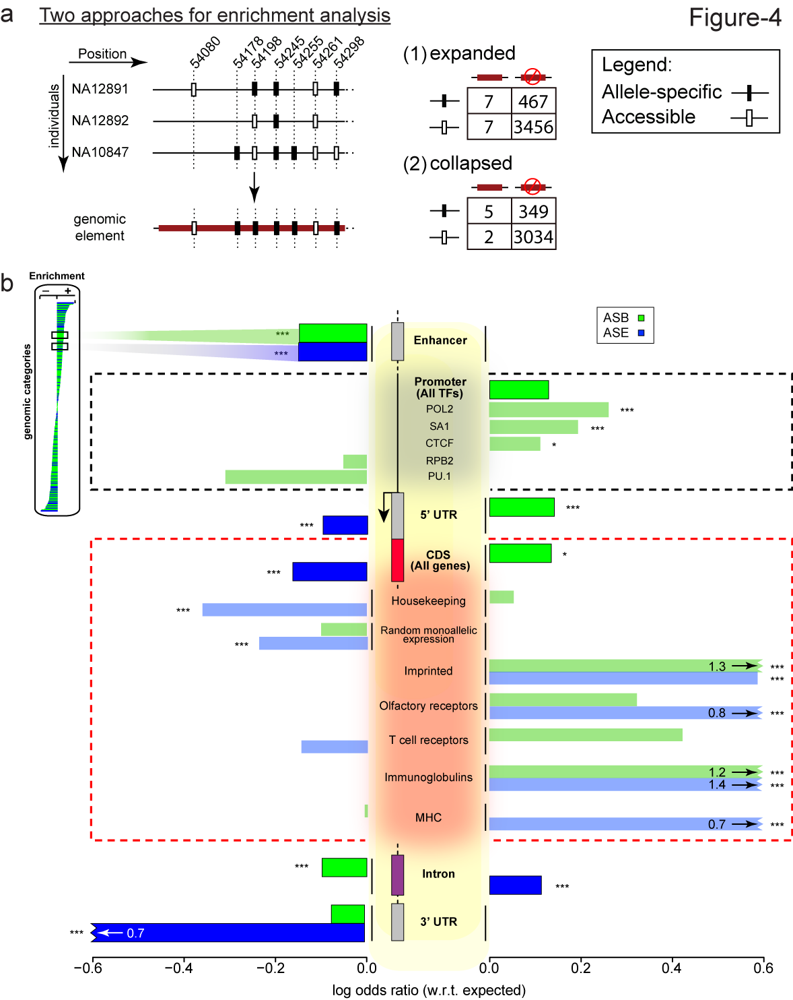 a Two approaches for enrichment analysis
Figure-4
Position
54080
54178
54198
54245
54255
54261
54298
individuals
NA12891
NA12892
NA10847
genomic
element
(1) expanded
7 467
7 3456
(2) collapsed
5 349
2 3034
Legend:
Allele-specific
Accessible
b
Enrichment
− +
genomic categories
ASB
ASE
*** Enhancer
***
Promoter
(All TFs)
POL2 ***
SA1 ***
CTCF *
RPB2
PU.1
5’ UTR ***
***
CDS *
(All genes)
***
Housekeeping
***
Random monoallelic
expression
***
Imprinted 1.3 ***
***
Olfactory receptors
0.8 ***
T cell receptors
Immunoglobulins 1.2 ***
1.4 ***
MHC
0.7 ***
*** Intron
***
3’ UTR
*** 0.7
−0.6 −0.4 −0.2 0.0 0.0 0.2 0.4 0.6
log odds ratio (w.r.t. expected)